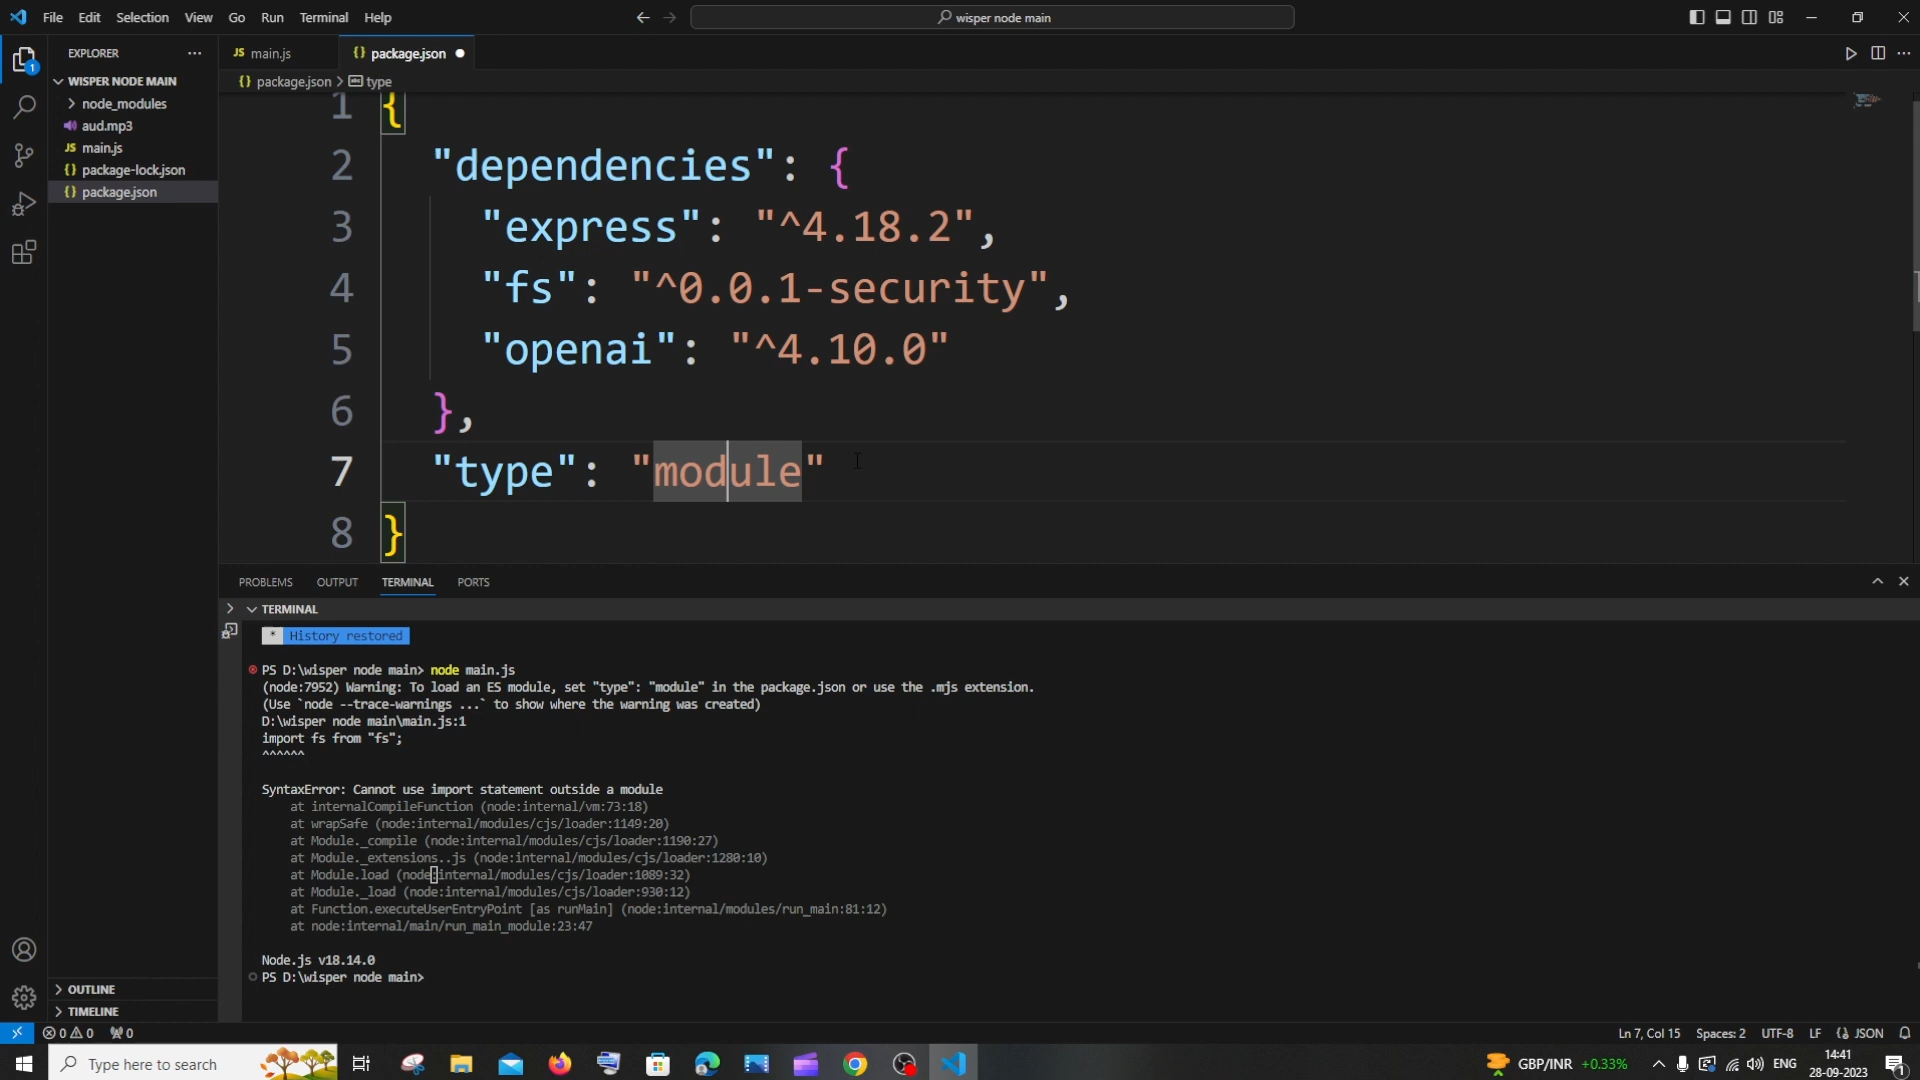 File Edit Selection View Go Run Terminal Help
wisper node main
EXPLORER
WISPER NODE MAIN
node_modules
aud.mp3
JS main.js
{} package-lock.json
{} package.json
OUTLINE
TIMELINE
JS main.js
{} package.json
{} package.json > abc type
1 {
2 "dependencies": {
3 "express": "^4.18.2",
4 "fs": "^0.0.1-security",
5 "openai": "^4.10.0"
6 },
7 "type": "module"
8 }
PROBLEMS OUTPUT TERMINAL PORTS
TERMINAL
* History restored
PS D:\wisper node main> node main.js
(node:7952) Warning: To load an ES module, set "type": "module" in the package.json or use the .mjs extension.
(Use `node --trace-warnings ...` to show where the warning was created)
D:\wisper node main\main.js:1
import fs from "fs";
^^^^^^
SyntaxError: Cannot use import statement outside a module
at internalCompileFunction (node:internal/vm:73:18)
at wrapSafe (node:internal/modules/cjs/loader:1149:20)
at Module._compile (node:internal/modules/cjs/loader:1190:27)
at Module._extensions..js (node:internal/modules/cjs/loader:1280:10)
at Module.load (node:internal/modules/cjs/loader:1089:32)
at Module._load (node:internal/modules/cjs/loader:930:12)
at Function.executeUserEntryPoint [as runMain] (node:internal/modules/run_main:81:12)
at node:internal/main/run_main_module:23:47
Node.js v18.14.0
PS D:\wisper node main>
0 0 0
Ln 7, Col 15 Spaces: 2 UTF-8 LF {} JSON
Type here to search
GBP/INR +0.33%
ENG
14:41
28-09-2023
1